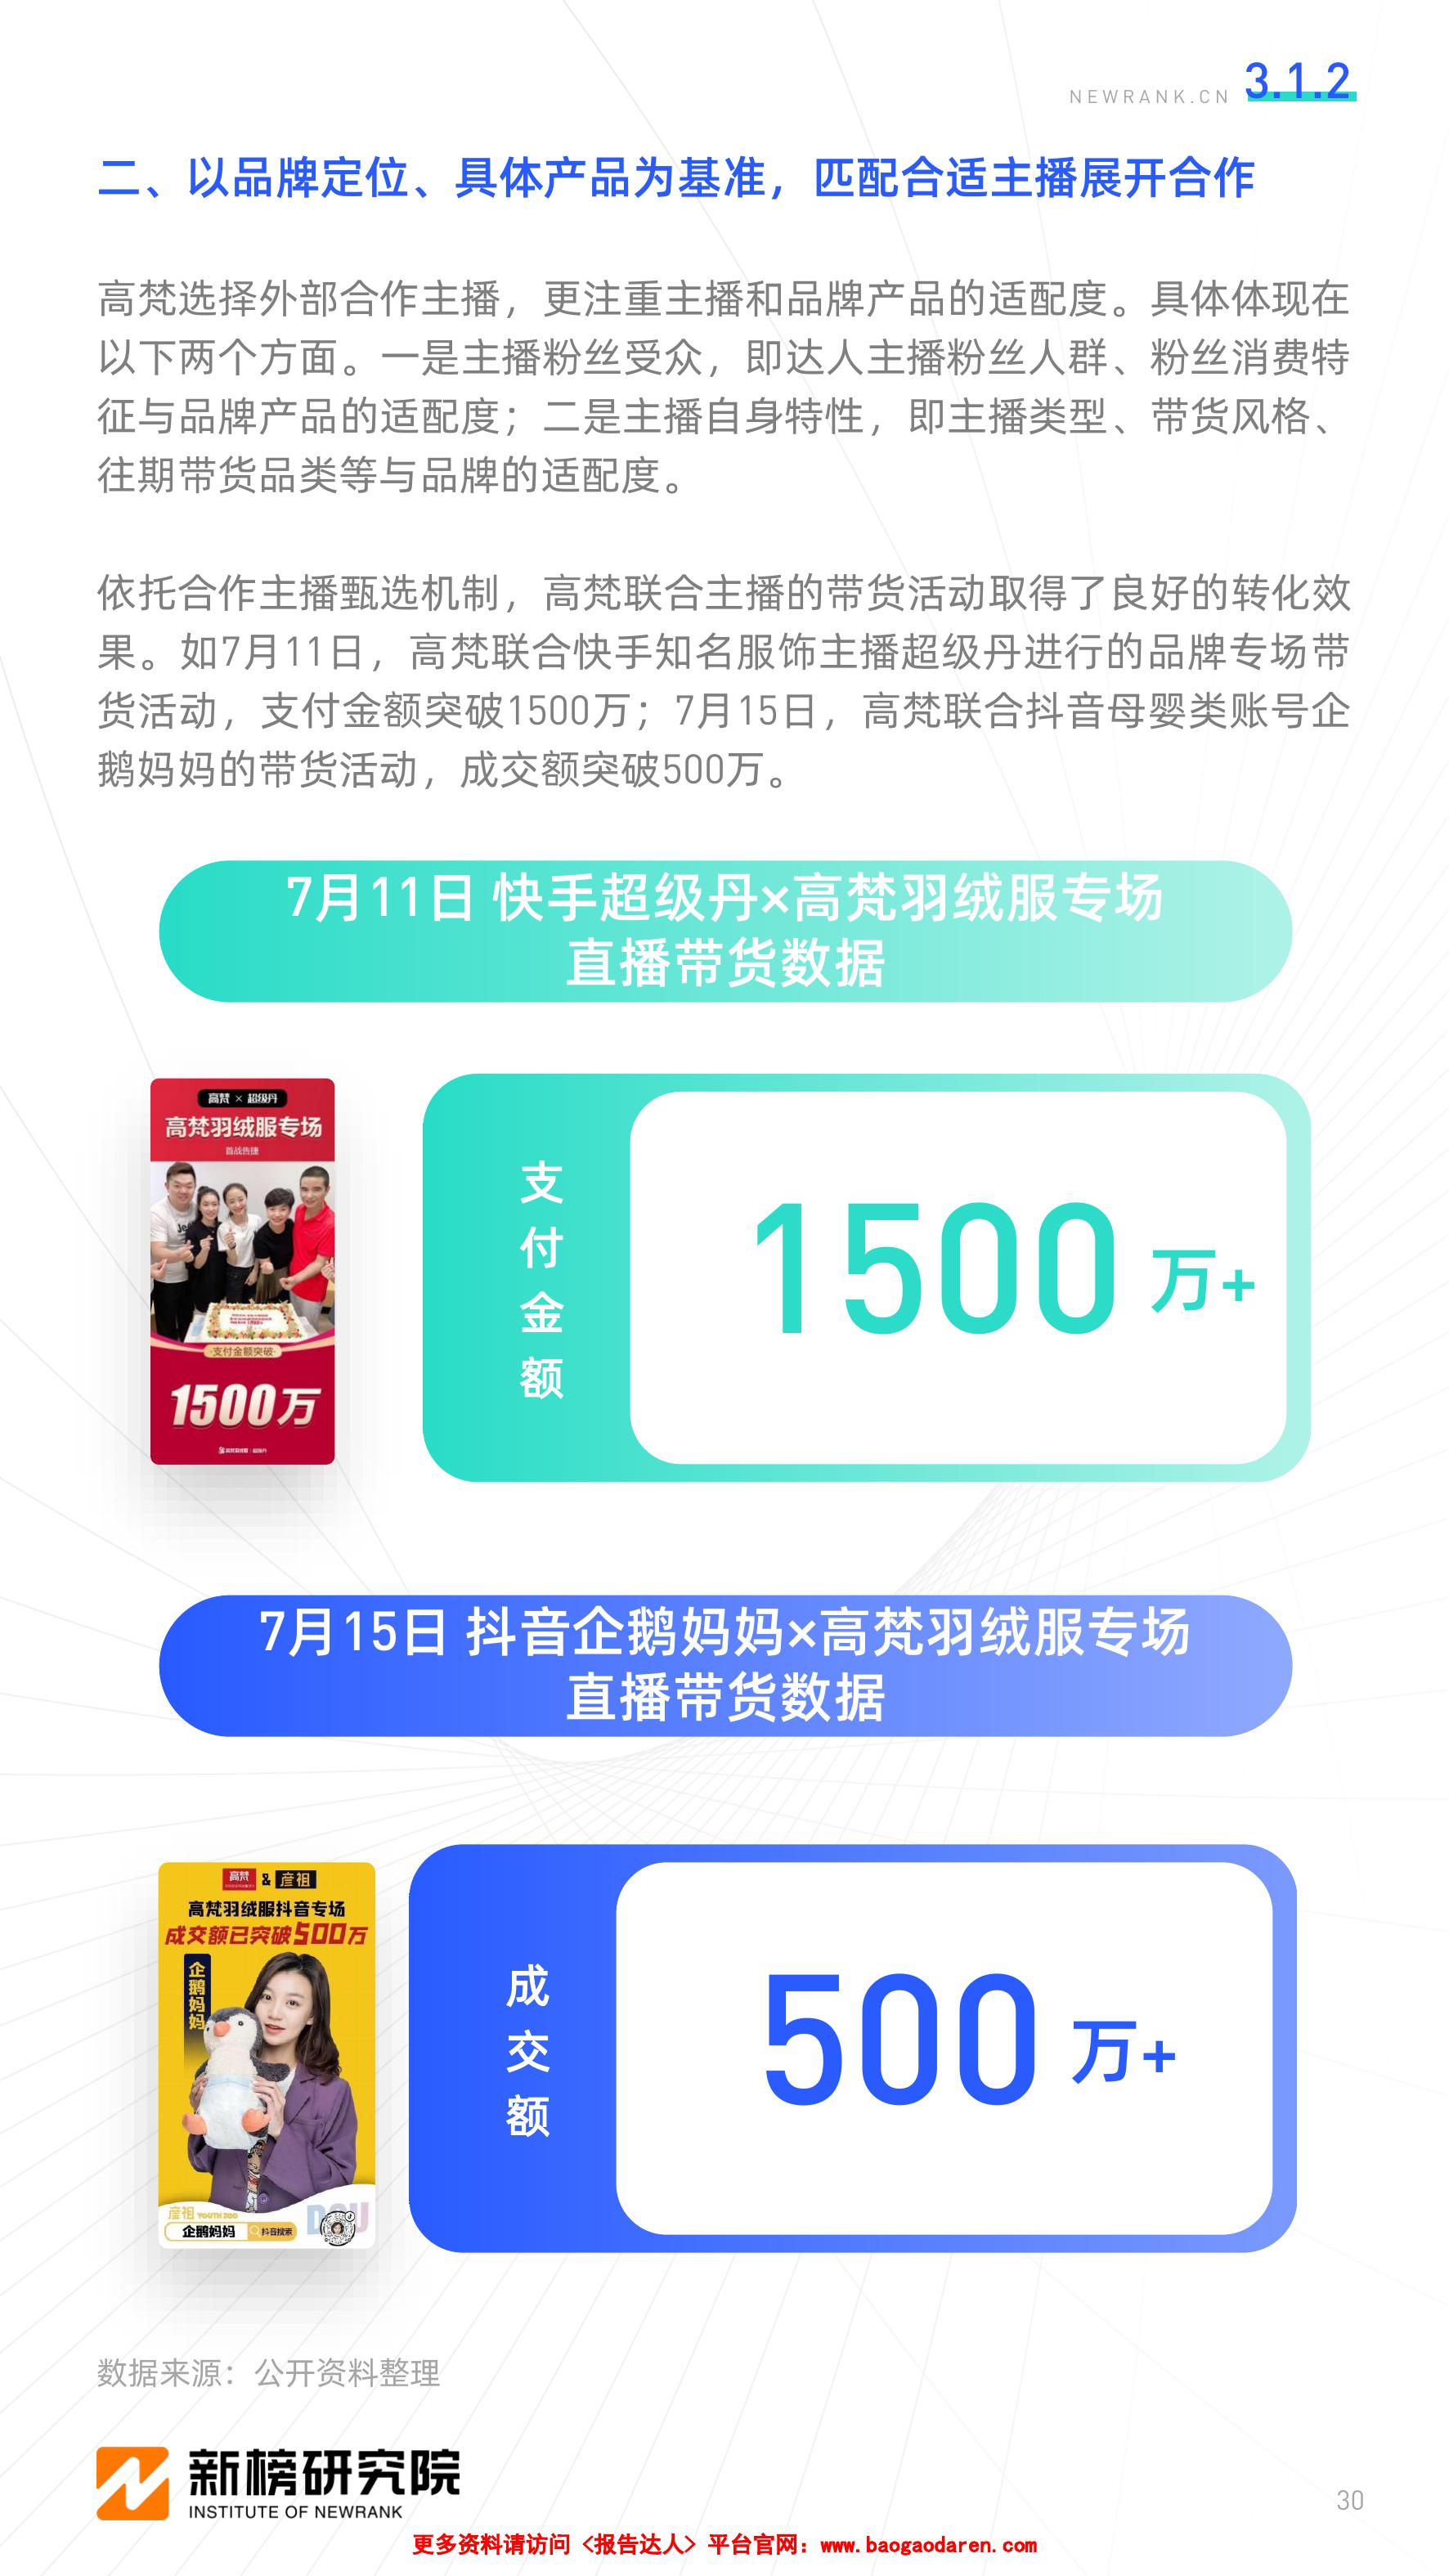 NEWRANK.CN 3.1.2
二、以品牌定位、具体产品为基准，匹配合适主播展开合作
高梵选择外部合作主播，更注重主播和品牌产品的适配度。具体体现在
以下两个方面。一是主播粉丝受众，即达人主播粉丝人群、粉丝消费特
征与品牌产品的适配度；二是主播自身特性，即主播类型、带货风格、
往期带货品类等与品牌的适配度。
依托合作主播甄选机制，高梵联合主播的带货活动取得了良好的转化效
果。如7月11日，高梵联合快手知名服饰主播超级丹进行的品牌专场带
货活动，支付金额突破1500万；7月15日，高梵联合抖音母婴类账号企
鹅妈妈的带货活动，成交额突破500万。
7月11日 快手超级丹×高梵羽绒服专场
直播带货数据
高梵 × 超级丹
高梵羽绒服专场
首战告捷
支付金额突破
1500万
支付金额
1500 万+
7月15日 抖音企鹅妈妈×高梵羽绒服专场
直播带货数据
高梵 & 彦祖
高梵羽绒服抖音专场
成交额已突破500万
企鹅妈妈
彦祖
企鹅妈妈 抖音搜索
成交额
500 万+
数据来源：公开资料整理
新榜研究院
INSTITUTE OF NEWRANK
30
更多资料请访问《报告达人》平台官网：www.baogaodaren.com